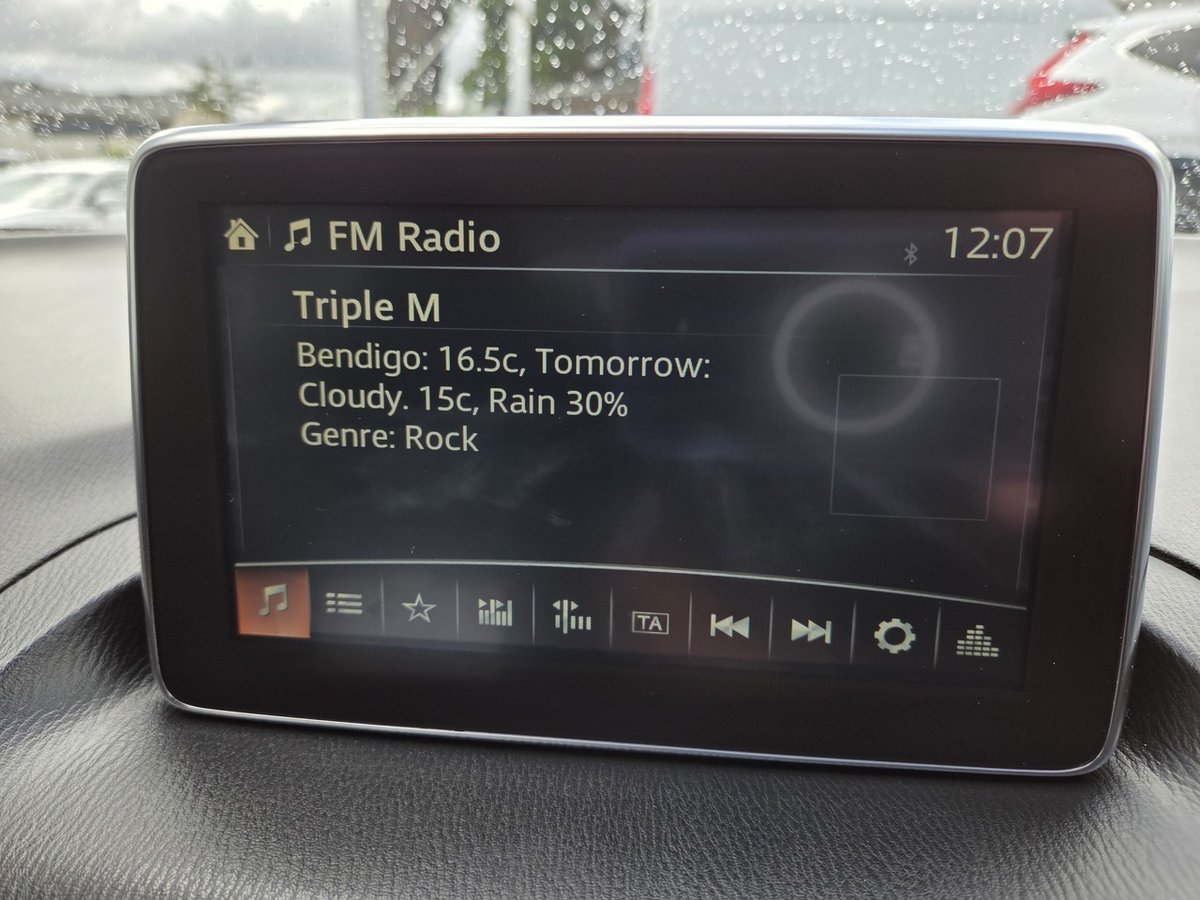 FM Radio
12:07
Triple M
Bendigo: 16.5c, Tomorrow:
Cloudy. 15c, Rain 30%
Genre: Rock
TA